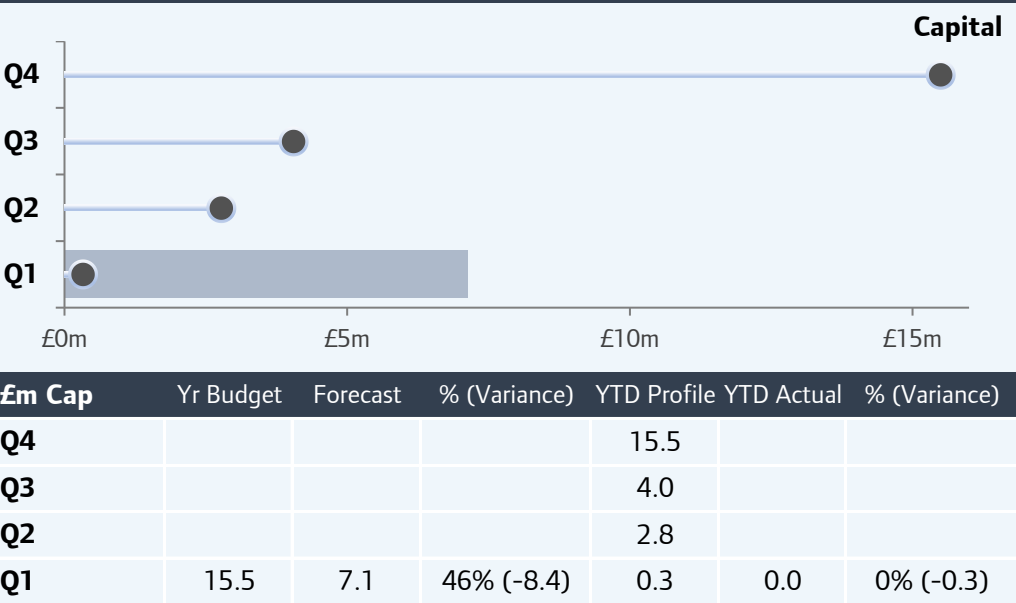 Capital
Q4
Q3
Q2
Q1
£0m £5m £10m £15m
£m Cap Yr Budget Forecast % (Variance) YTD Profile YTD Actual % (Variance)
Q4 15.5
Q3 4.0
Q2 2.8
Q1 15.5 7.1 46% (-8.4) 0.3 0.0 0% (-0.3)